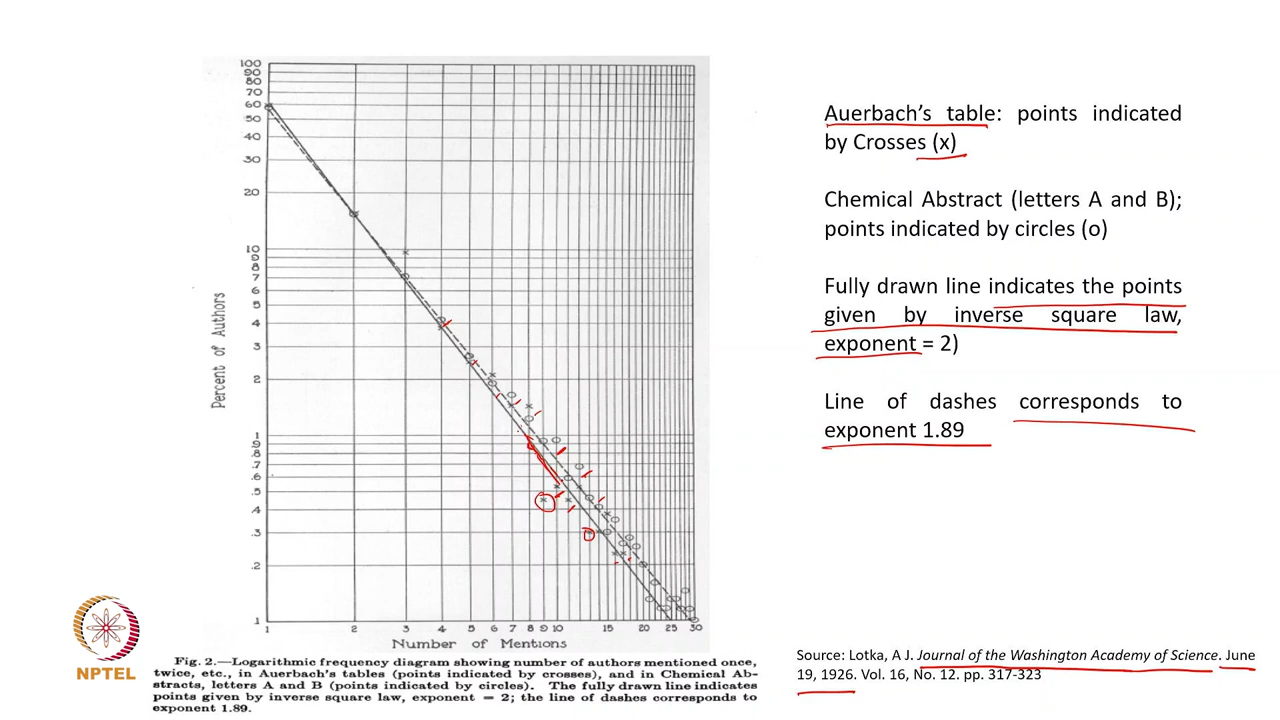 100
90
80
70
60
50
40
30
20
10
9
8
7
6
5
4
3
2
1
.9
.8
.7
.6
.5
.4
.3
.2
.1
Percent of Authors
1 2 3 4 5 6 7 8 9 10 15 20 25 30
Number of Mentions
Fig. 2.—Logarithmic frequency diagram showing number of authors mentioned once,
twice, etc., in Auerbach's tables (points indicated by crosses), and in Chemical Ab-
stracts, letters A and B (points indicated by circles). The fully drawn line indicates
points given by inverse square law, exponent = 2; the line of dashes corresponds to
exponent 1.89.
NPTEL
Auerbach's table: points indicated
by Crosses (x)
Chemical Abstract (letters A and B);
points indicated by circles (o)
Fully drawn line indicates the points
given by inverse square law,
exponent = 2)
Line of dashes corresponds to
exponent 1.89
Source: Lotka, A J. Journal of the Washington Academy of Science. June
19, 1926. Vol. 16, No. 12. pp. 317-323